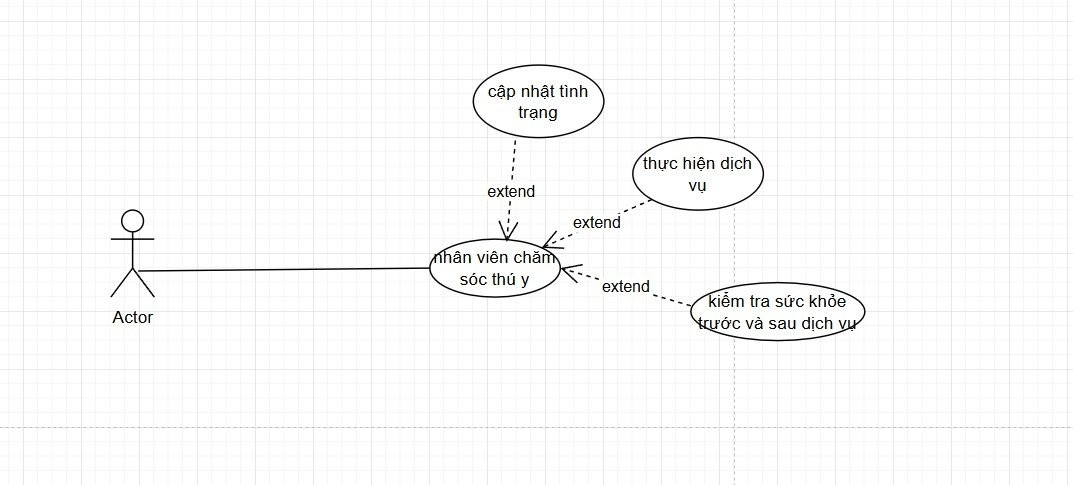 cập nhật tình
trạng
thực hiện dịch
vụ
extend
extend
nhân viên chăm
sóc thú y
extend
kiểm tra sức khỏe
trước và sau dịch vụ
Actor